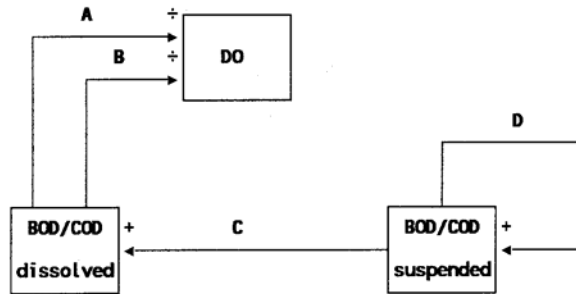 A
÷
÷
B
DO
D
BOD/COD
+
dissolved
C
BOD/COD
+
suspended